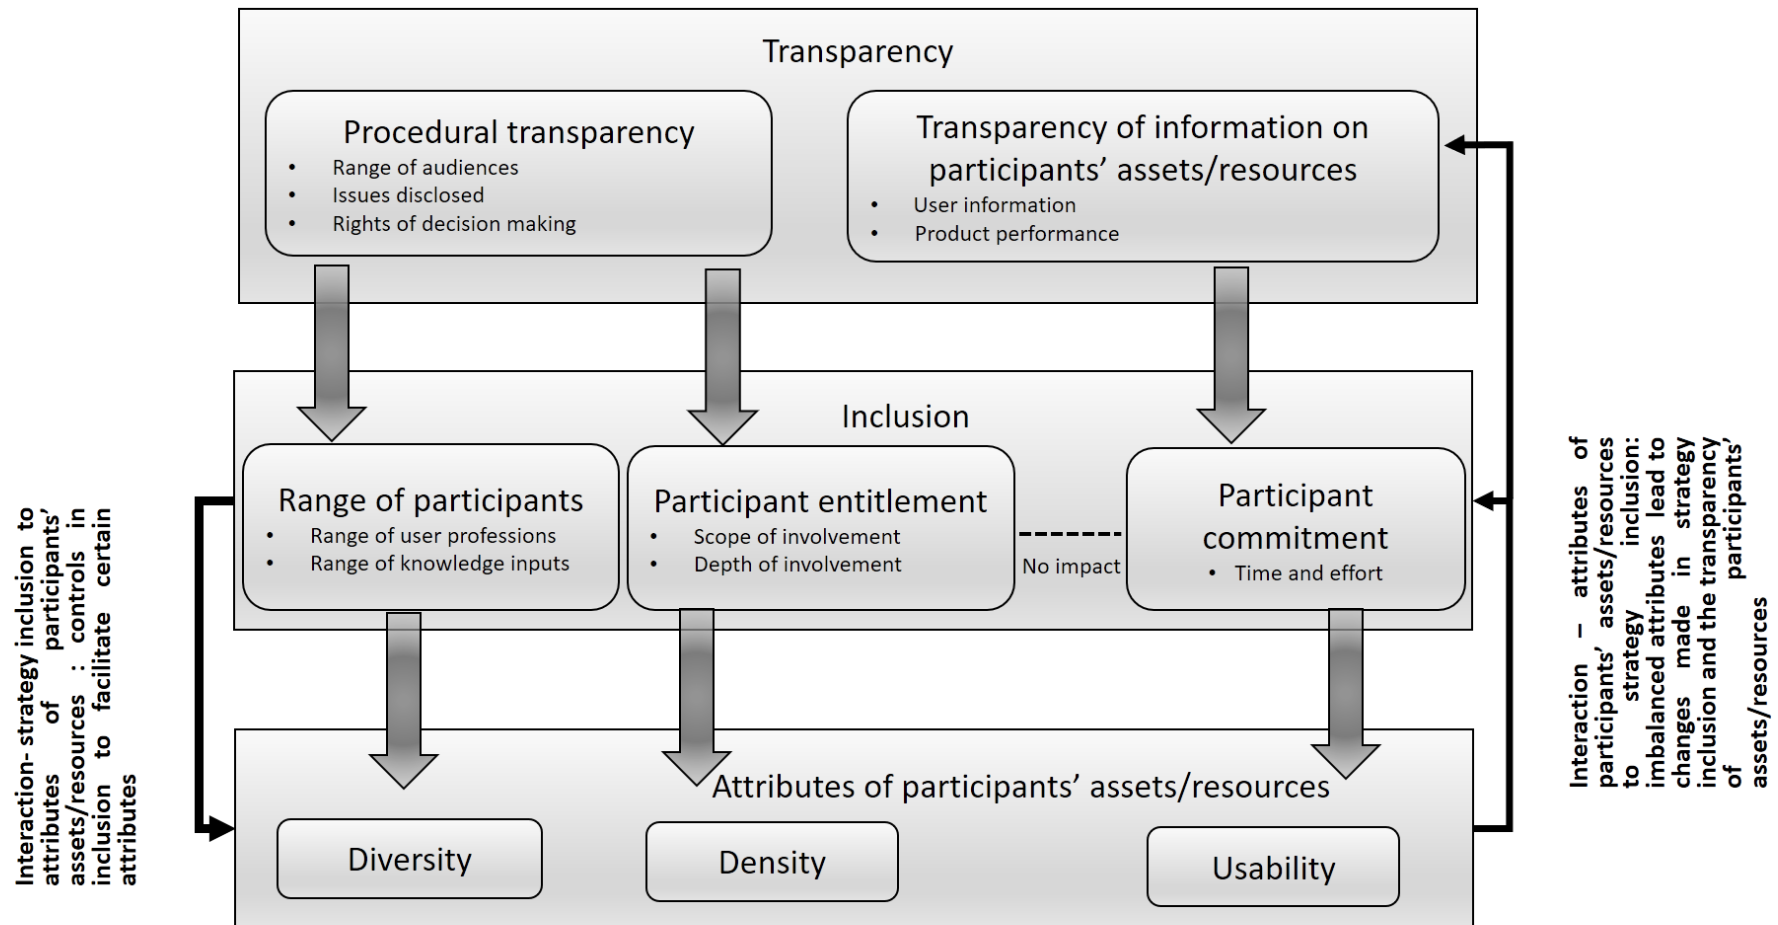 Transparency
Procedural transparency
• Range of audiences
• Issues disclosed
• Rights of decision making
Transparency of information on
participants’ assets/resources
• User information
• Product performance
Inclusion
Range of participants
• Range of user professions
• Range of knowledge inputs
Participant entitlement
• Scope of involvement
• Depth of involvement
No impact
Participant
commitment
• Time and effort
Attributes of participants’ assets/resources
Diversity
Density
Usability
Interaction- strategy inclusion to
attributes of participants’
assets/resources : controls in
inclusion to facilitate certain
attributes
Interaction – attributes of
participants’ assets/resources
to strategy inclusion:
imbalanced attributes lead to
changes made in strategy
inclusion and the transparency
of participants’
assets/resources